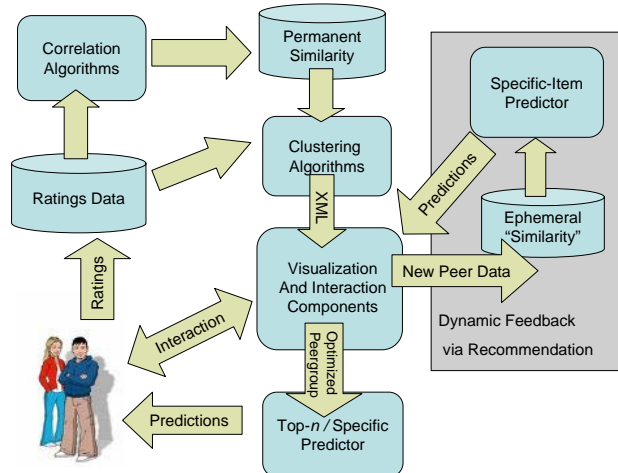 Correlation
Algorithms
Permanent
Similarity
Specific-Item
Predictor
Clustering
Algorithms
Ratings Data
XML
Predictions
Ephemeral
“Similarity”
Visualization
And Interaction
Components
New Peer Data
Ratings
Interaction
Optimized
Peergroup
Dynamic Feedback
via Recommendation
Predictions
Top-n / Specific
Predictor